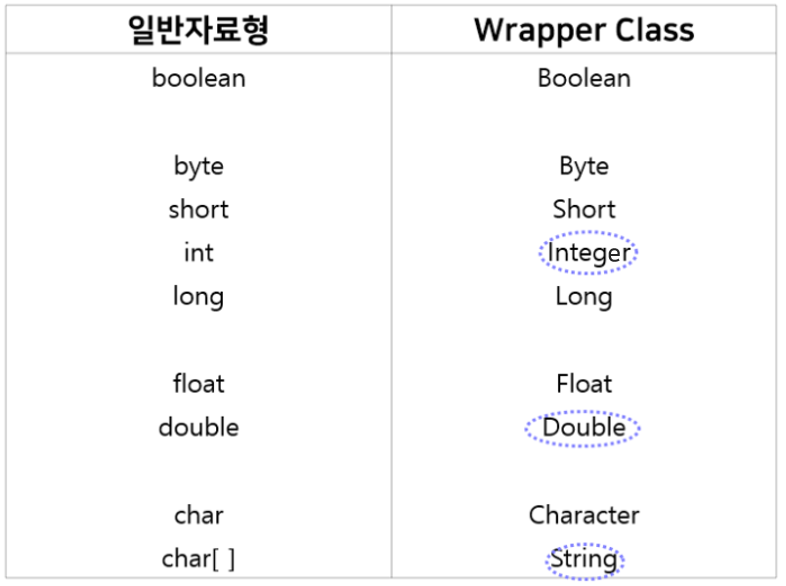 일반자료형 Wrapper Class
boolean Boolean
byte Byte
short Short
int Integer
long Long
float Float
double Double
char Character
char[ ] String